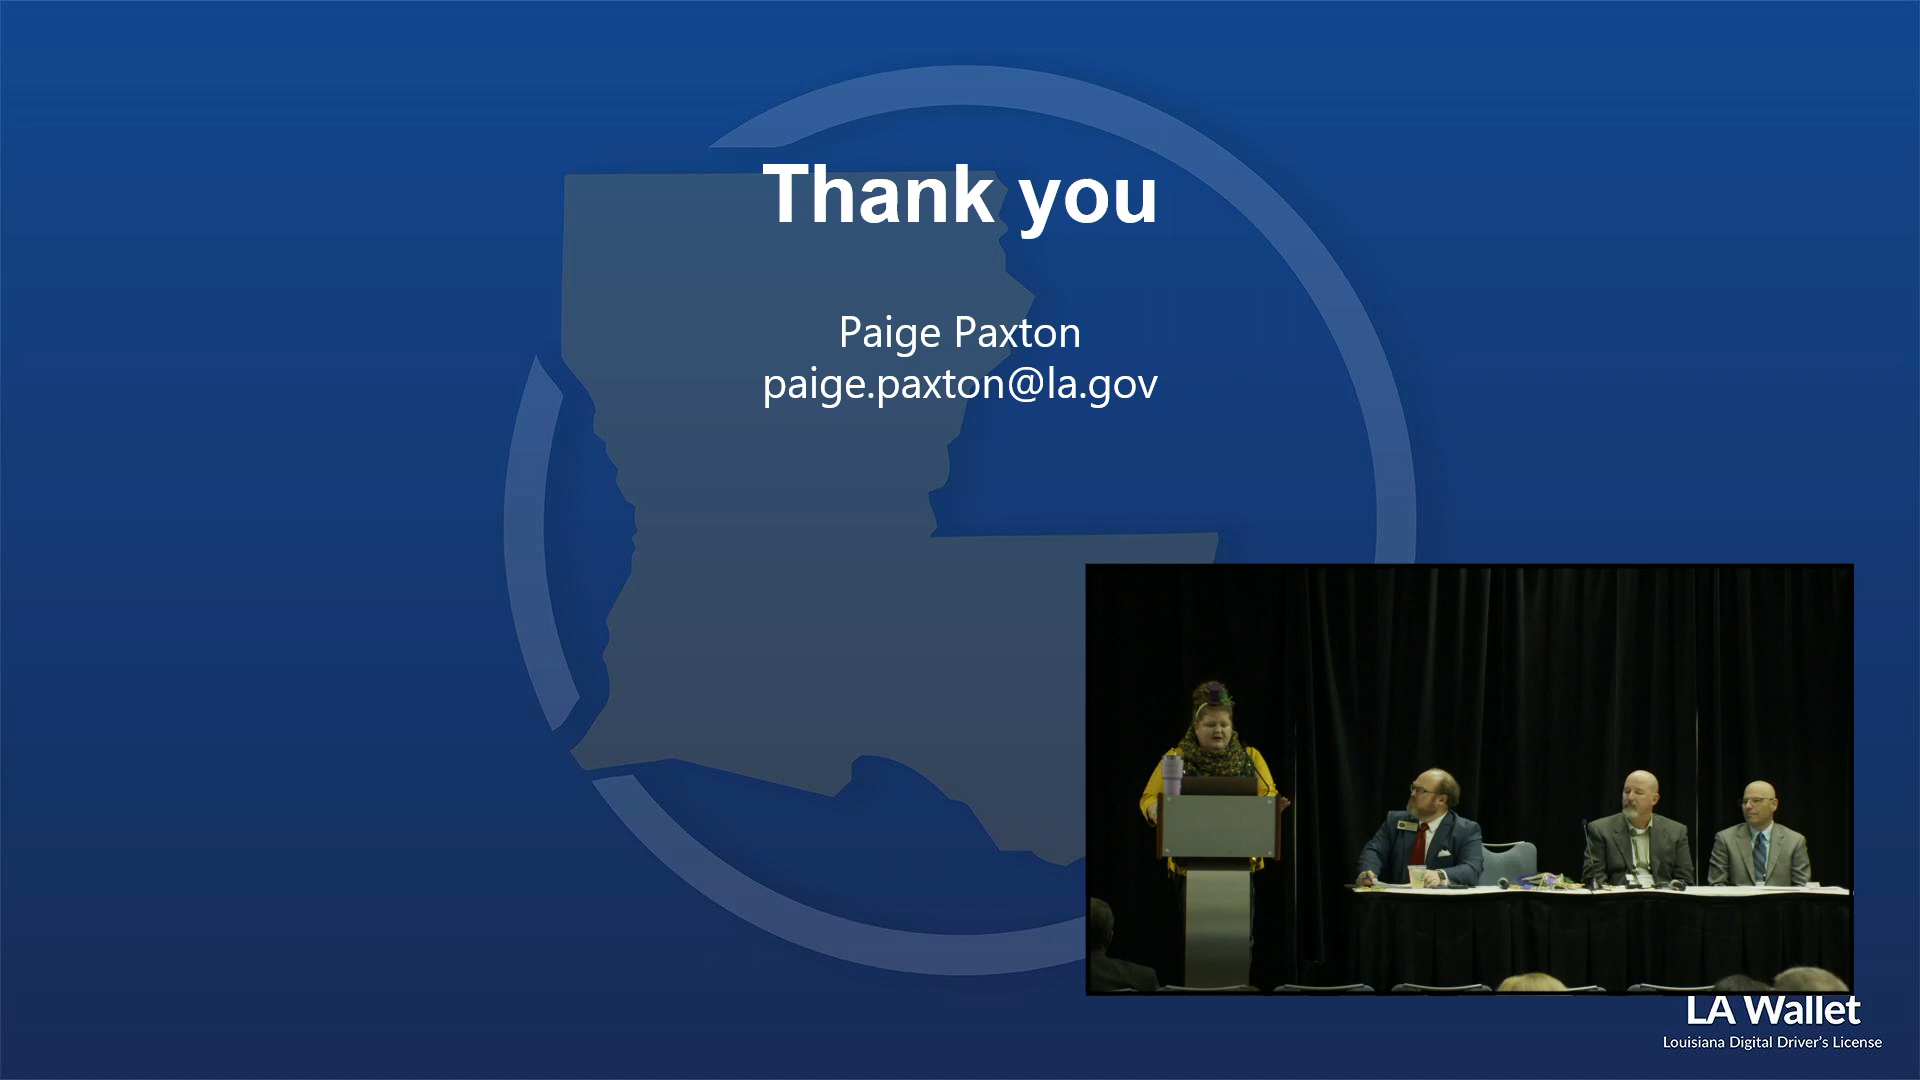 Thank you
Paige Paxton
paige.paxton@la.gov
LA Wallet
Louisiana Digital Driver's License